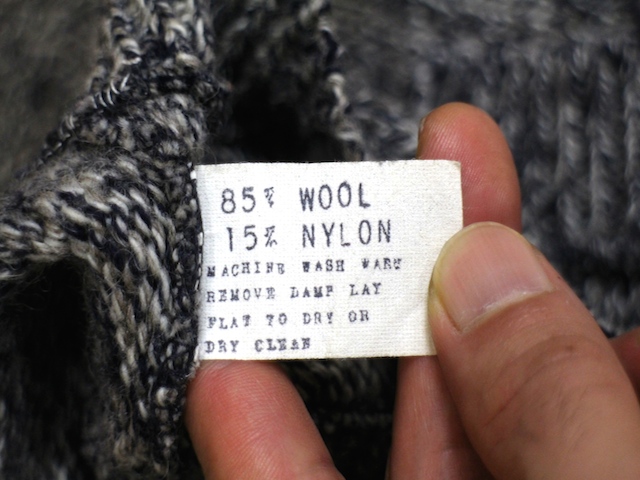 85% WOOL
15% NYLON
MACHINE WASH WARM
REMOVE DAMP LAY
FLAT TO DRY OR
DRY CLEAN